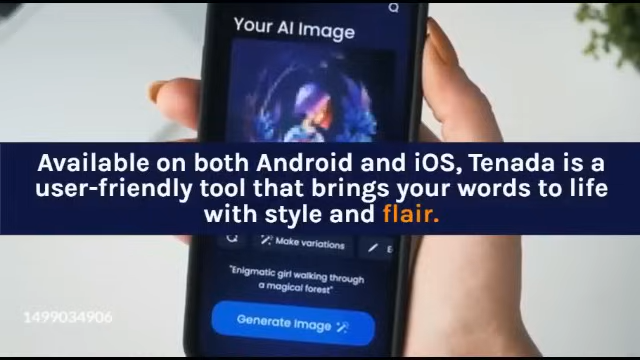 Your AI Image
Available on both Android and iOS, Tenada is a
user-friendly tool that brings your words to life
with style and flair.
Make variations
E
"Enigmatic girl walking through
a magical forest"
Generate Image
1499034906